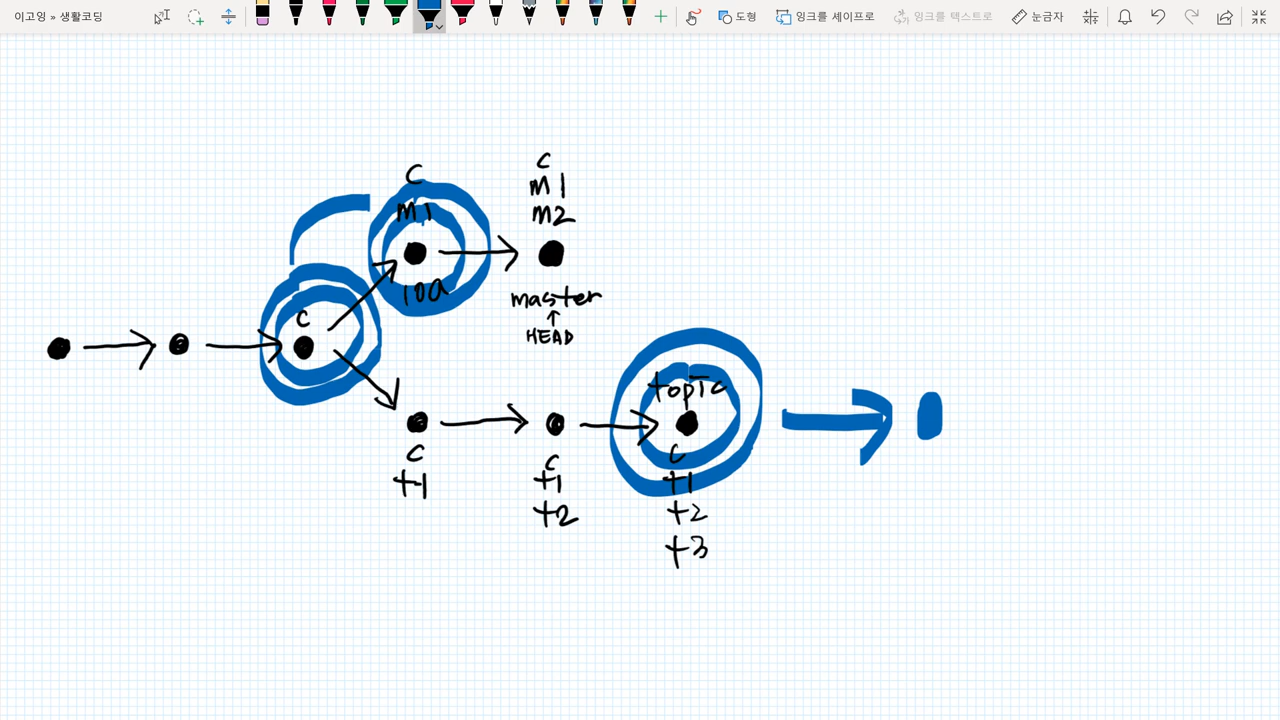 이고잉 » 생활코딩
도형
잉크를 셰이프로
잉크를 텍스트로
눈금자
c
m1
m2
master
↑
HEAD
c
m1
10a
c
c
t1
c
t1
t2
topic
c
t1
t2
t3